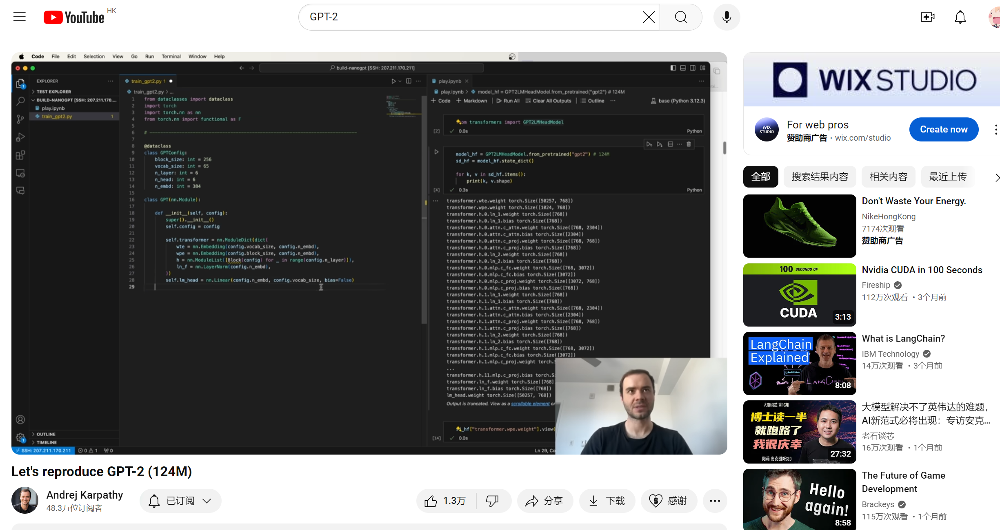 YouTube HK
GPT-2
Code File Edit Selection View Go Run Terminal Window Help
build-nanogpt [SSH: 207.211.170.211]
EXPLORER
TEST EXPLORER
BUILD-NANOGPT [SSH: 207.211.170....
play.ipynb
train_gpt2.py 1
OUTLINE
TIMELINE
train_gpt2.py 1
train_gpt2.py > ...
1 from dataclasses import dataclass
2 import torch
3 import torch.nn as nn
4 from torch.nn import functional as F
5
6 # -----------------------------------------------------------------------------
7
8 @dataclass
9 class GPTConfig:
10 block_size: int = 256
11 vocab_size: int = 65
12 n_layer: int = 6
13 n_head: int = 6
14 n_embd: int = 384
15
16 class GPT(nn.Module):
17
18 def __init__(self, config):
19 super().__init__()
20 self.config = config
21
22 self.transformer = nn.ModuleDict(dict(
23 wte = nn.Embedding(config.vocab_size, config.n_embd),
24 wpe = nn.Embedding(config.block_size, config.n_embd),
25 h = nn.ModuleList([Block(config) for _ in range(config.n_layer)]),
26 ln_f = nn.LayerNorm(config.n_embd),
27 ))
28 self.lm_head = nn.Linear(config.n_embd, config.vocab_size, bias=False)
29
play.ipynb
play.ipynb > model_hf = GPT2LMHeadModel.from_pretrained("gpt2") # 124M
+ Code + Markdown | Run All Clear All Outputs | Outline ... base (Python 3.12.3)
om transformers import GPT2LMHeadModel
[2] 0.0s Python
model_hf = GPT2LMHeadModel.from_pretrained("gpt2") # 124M
sd_hf = model_hf.state_dict()
for k, v in sd_hf.items():
print(k, v.shape)
[4] 0.3s Python
transformer.wte.weight torch.Size([50257, 768])
transformer.wpe.weight torch.Size([1024, 768])
transformer.h.0.ln_1.weight torch.Size([768])
transformer.h.0.ln_1.bias torch.Size([768])
transformer.h.0.attn.c_attn.weight torch.Size([768, 2304])
transformer.h.0.attn.c_attn.bias torch.Size([2304])
transformer.h.0.attn.c_proj.weight torch.Size([768, 768])
transformer.h.0.attn.c_proj.bias torch.Size([768])
transformer.h.0.ln_2.weight torch.Size([768])
transformer.h.0.ln_2.bias torch.Size([768])
transformer.h.0.mlp.c_fc.weight torch.Size([768, 3072])
transformer.h.0.mlp.c_fc.bias torch.Size([3072])
transformer.h.0.mlp.c_proj.weight torch.Size([3072, 768])
transformer.h.0.mlp.c_proj.bias torch.Size([768])
transformer.h.1.ln_1.weight torch.Size([768])
transformer.h.1.ln_1.bias torch.Size([768])
transformer.h.1.attn.c_attn.weight torch.Size([768, 2304])
transformer.h.1.attn.c_attn.bias torch.Size([2304])
transformer.h.1.attn.c_proj.weight torch.Size([768, 768])
transformer.h.1.attn.c_proj.bias torch.Size([768])
transformer.h.1.ln_2.weight torch.Size([768])
transformer.h.1.ln_2.bias torch.Size([768])
transformer.h.1.mlp.c_fc.weight torch.Size([768, 3072])
transformer.h.1.mlp.c_fc.bias torch.Size([3072])
transformer.h.1.mlp.c_proj.weight torch.S
...
transformer.h.11.mlp.c_proj.bias torch.S
transformer.ln_f.weight torch.Size([768]
transformer.ln_f.bias torch.Size([768])
lm_head.weight torch.Size([50257, 768])
Output is truncated. View as a scrollable element or
_hf["transformer.wpe.weight"].view(
[14] 0.0s
SSH: 207.211.170.211 0 1 0
Ln 29, Co
Let's reproduce GPT-2 (124M)
Andrej Karpathy
48.3万位订阅者
已订阅
1.3万
分享
下载
感谢
WIX STUDIO
WIX STUDIO
For web pros
赞助商广告 · wix.com/studio
Create now
全部 搜索结果内容 相关内容 最近上传
Don't Waste Your Energy.
NikeHongKong
7174次观看
赞助商广告
100 SECONDS OF
CUDA
3:13
Nvidia CUDA in 100 Seconds
Fireship
112万次观看 • 3个月前
LangChain
Explained
LANGCHAIN
8:08
What is LangChain?
IBM Technology
14万次观看 • 3个月前
大咖谈芯 第10期
博士读一半
就跑路了
我很庆幸
阳萌 安克创新CEO
27:32
大模型解决不了英伟达的难题，
AI新范式必将出现：专访安克...
老石谈芯
16万次观看 • 1个月前
Hello
again!
8:58
The Future of Game
Development
Brackeys
115万次观看 • 1个月前